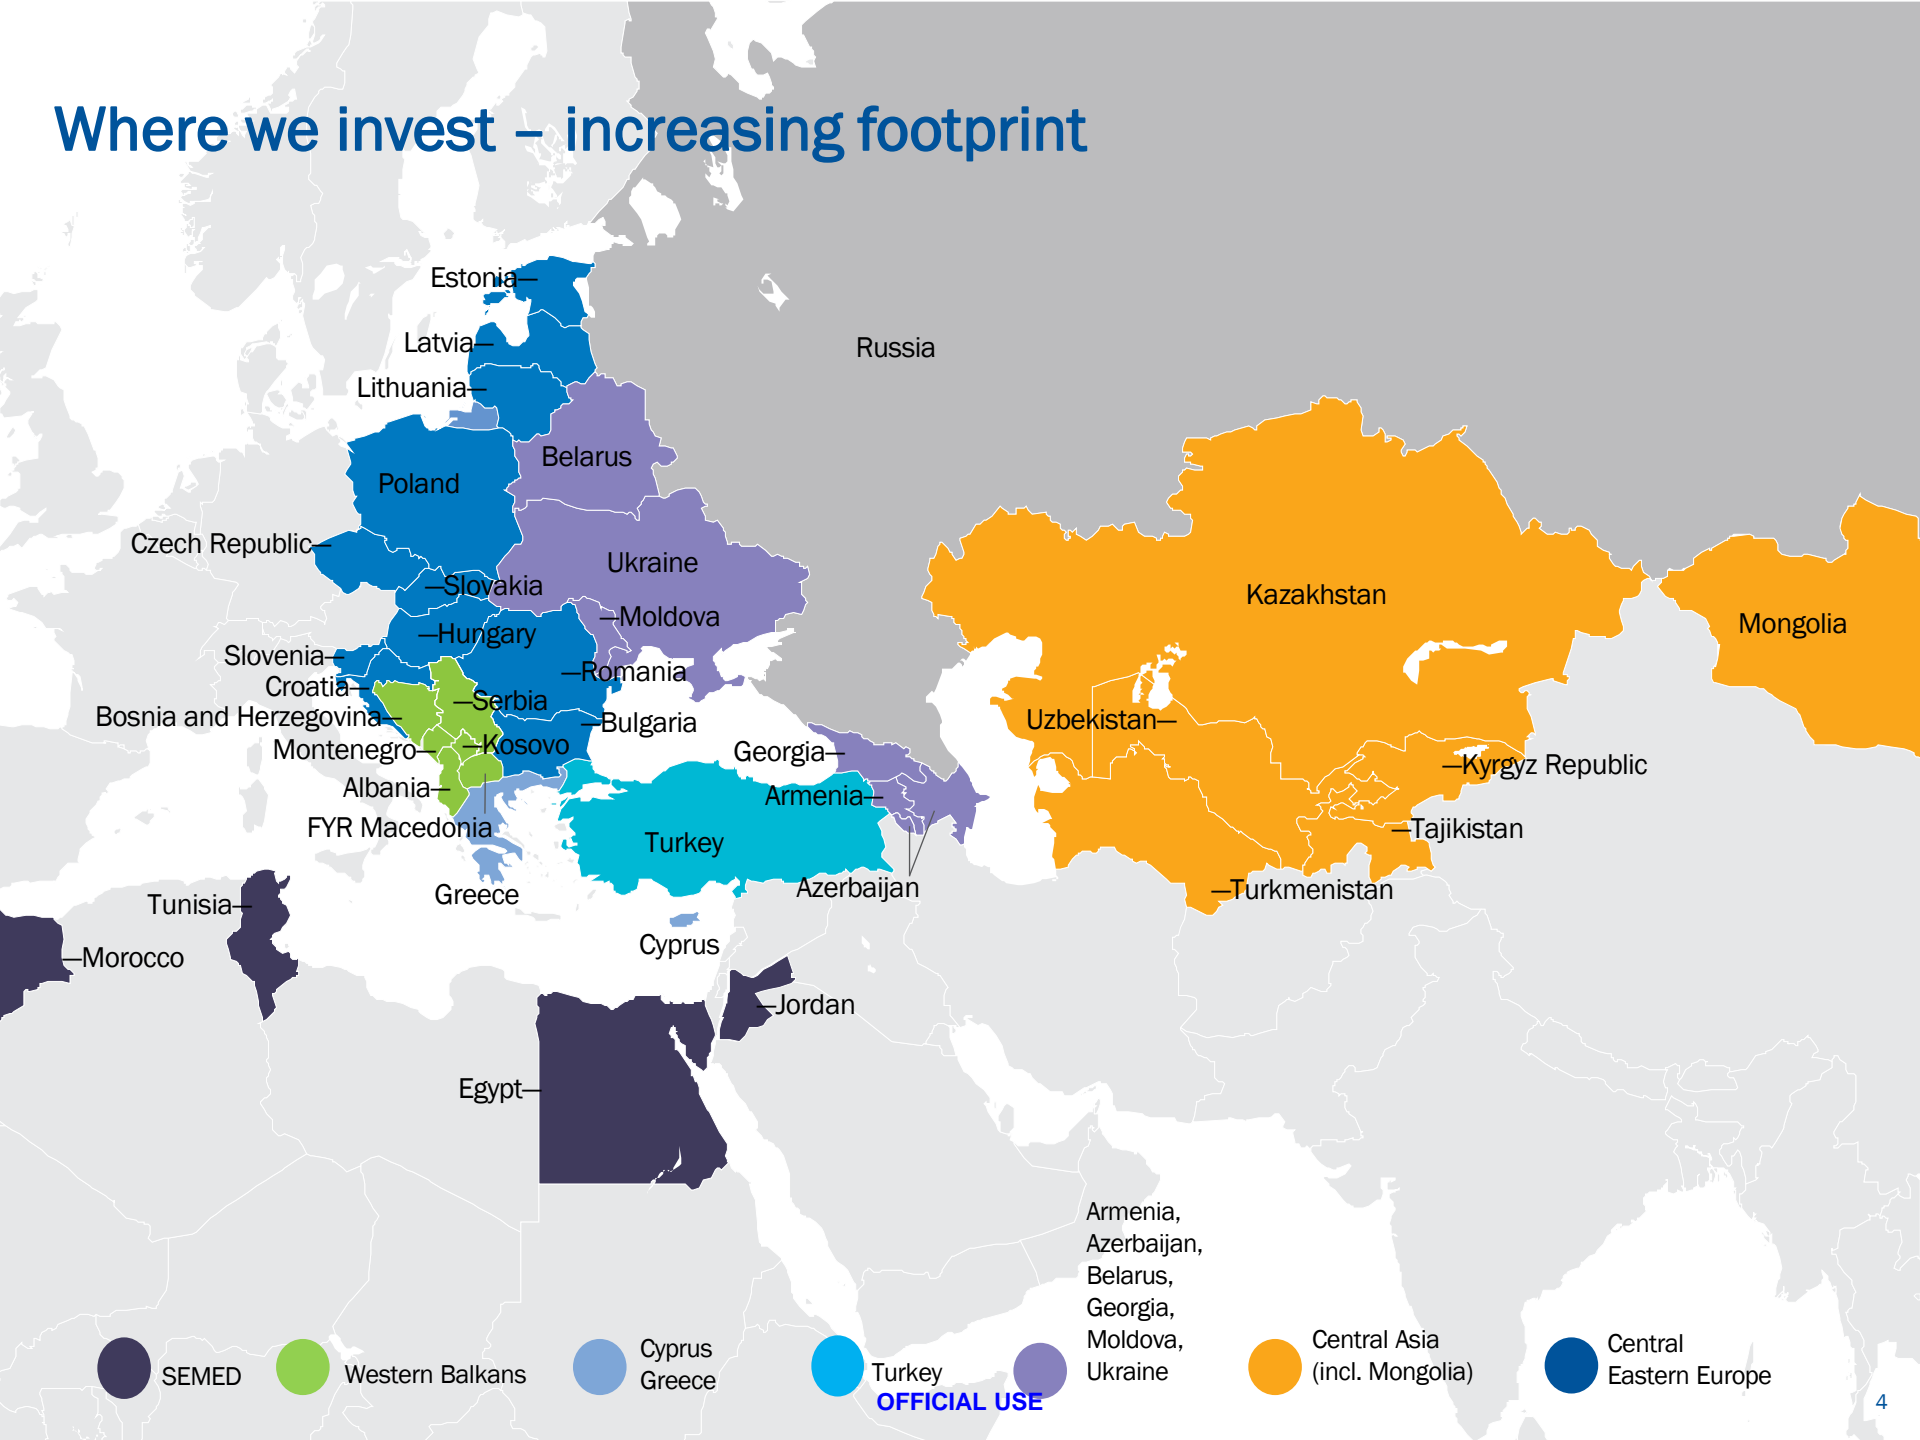 Where we invest – increasing footprint
Estonia
Latvia
Lithuania
Russia
Belarus
Poland
Czech Republic
Ukraine
Slovakia
Kazakhstan
Moldova
Mongolia
Hungary
Slovenia
Romania
Croatia
Serbia
Bosnia and Herzegovina
Bulgaria
Uzbekistan
Kosovo
Montenegro
Georgia
Kyrgyz Republic
Albania
Armenia
FYR Macedonia
Tajikistan
Turkey
Azerbaijan
Turkmenistan
Greece
Tunisia
Cyprus
Morocco
Jordan
Egypt
SEMED
Western Balkans
Cyprus
Greece
Turkey
Armenia,
Azerbaijan,
Belarus,
Georgia,
Moldova,
Ukraine
Central Asia
(incl. Mongolia)
Central
Eastern Europe
OFFICIAL USE
4